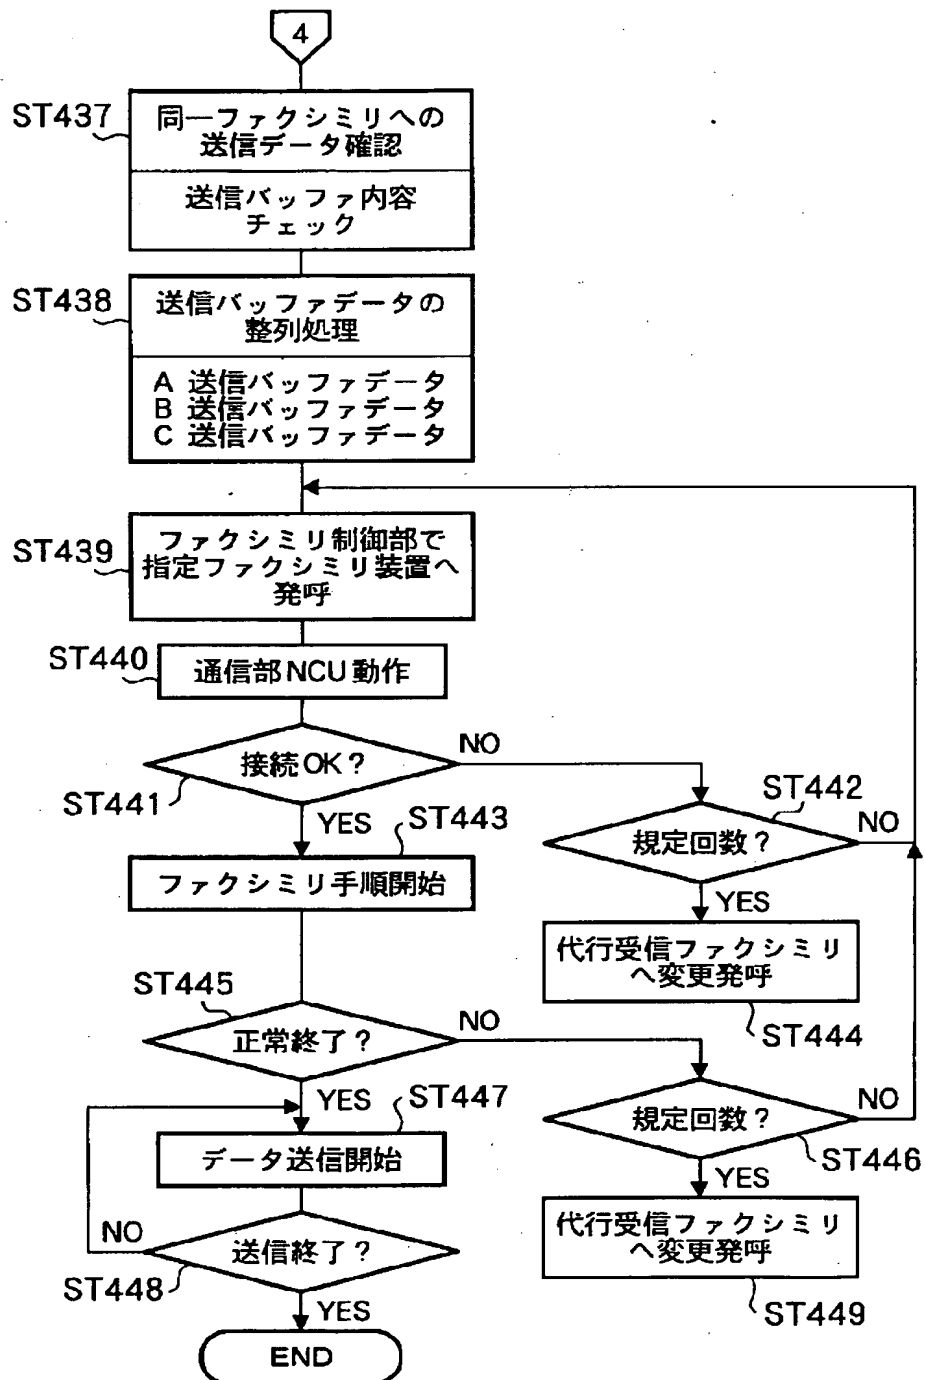 4
ST437
同一ファクシミリへの
送信データ確認
送信バッファ内容
チェック
ST438
送信バッファデータの
整列処理
A 送信バッファデータ
B 送信バッファデータ
C 送信バッファデータ
ST439
ファクシミリ制御部で
指定ファクシミリ装置へ
発呼
ST440
通信部NCU動作
接続OK?
NO
ST441
YES
ST442
規定回数?
NO
ST443
ファクシミリ手順開始
YES
代行受信ファクシミリ
へ変更発呼
ST444
ST445
正常終了?
NO
YES
ST447
規定回数?
NO
ST446
データ送信開始
YES
代行受信ファクシミリ
へ変更発呼
ST449
NO
送信終了?
ST448
YES
END